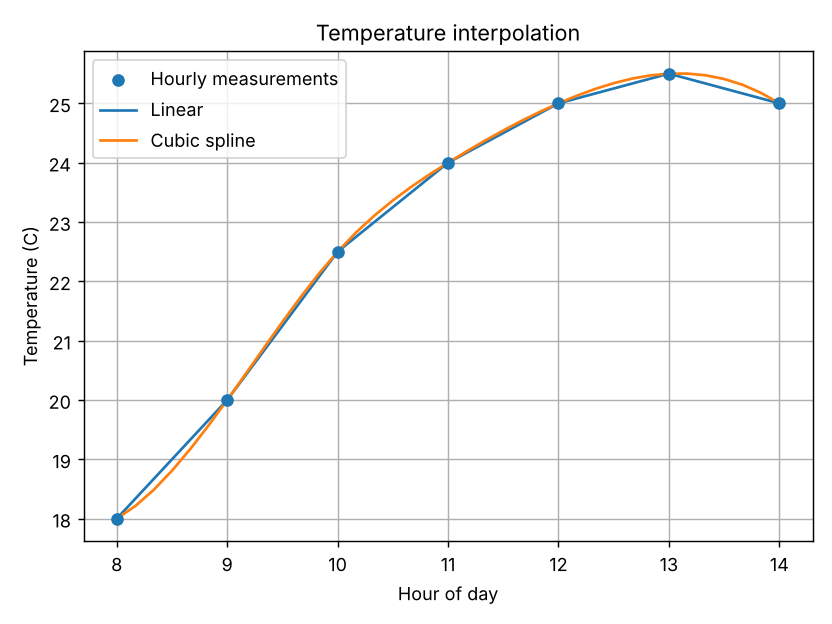 Temperature interpolation
Hourly measurements
Linear
Cubic spline
Temperature (C)
25
24
23
22
21
20
19
18
8 9 10 11 12 13 14
Hour of day